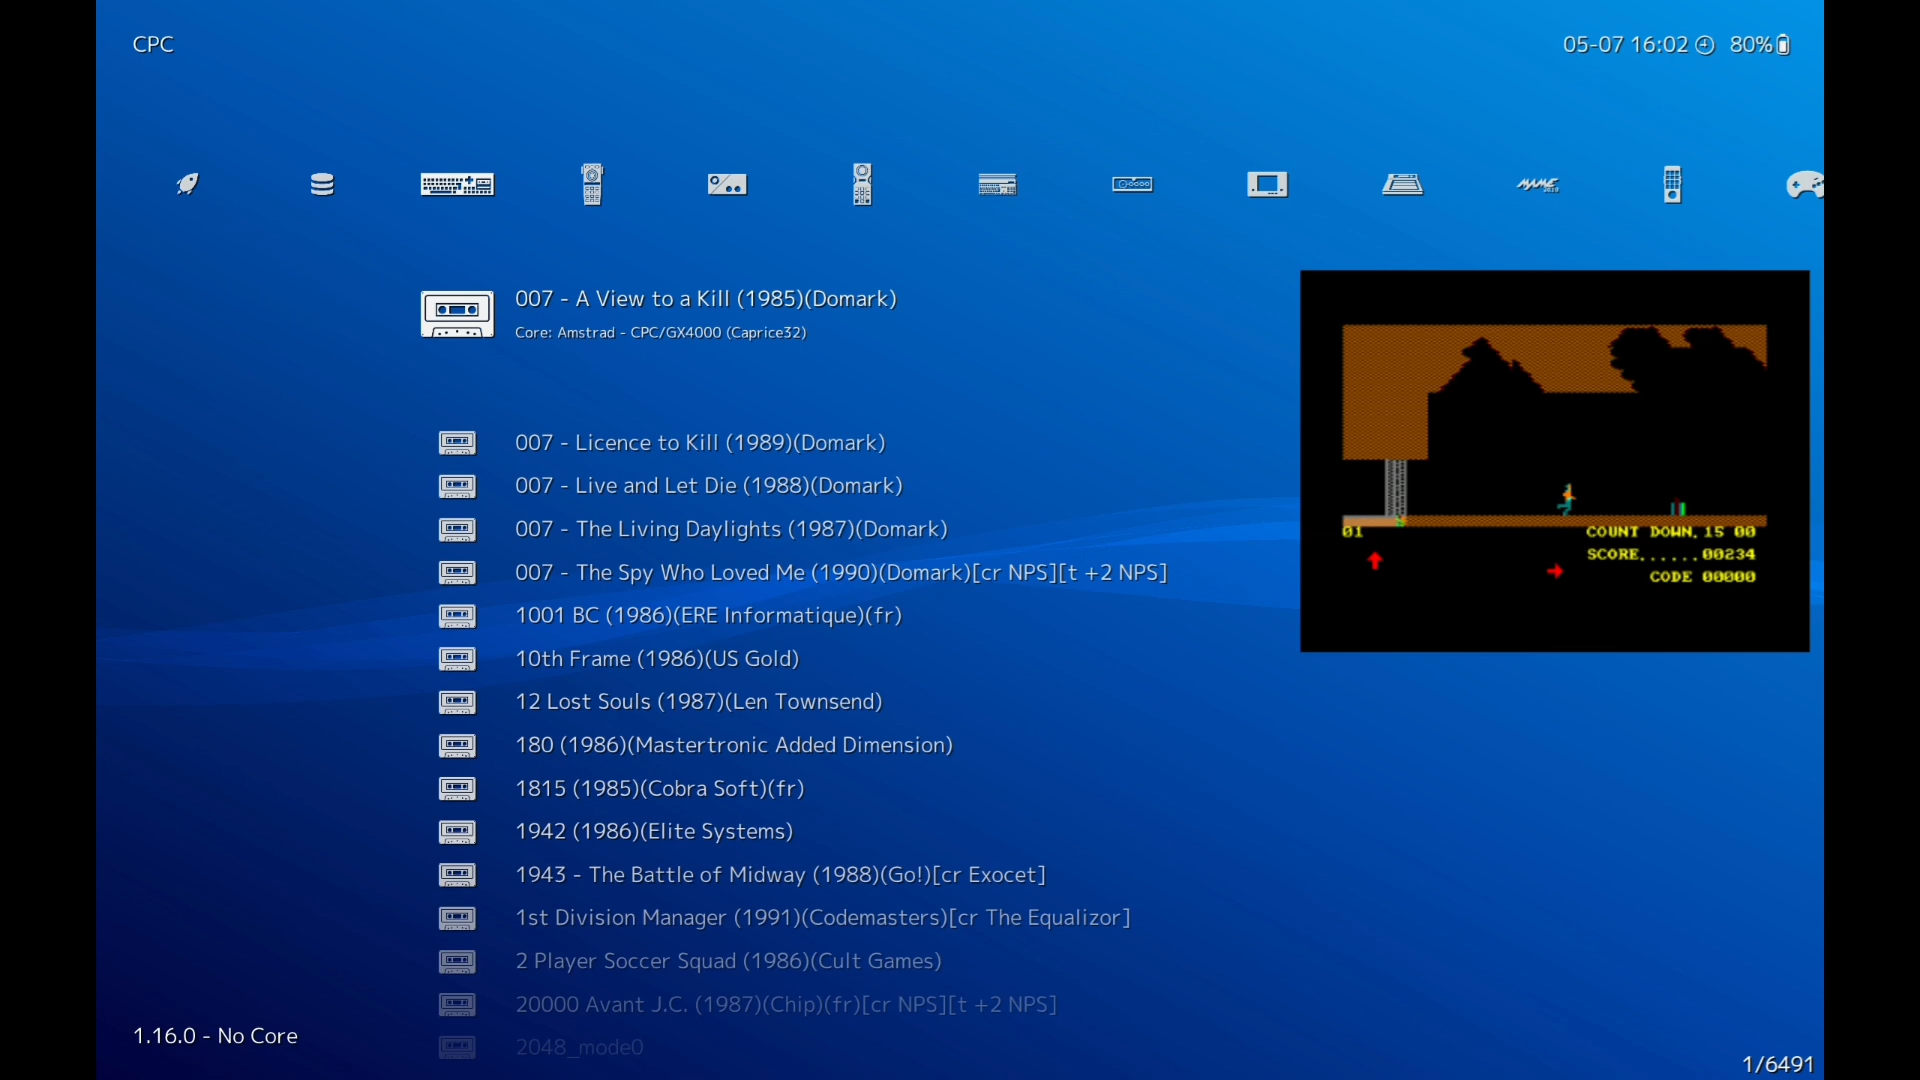 CPC
05-07 16:02 80%
007 - A View to a Kill (1985)(Domark)
Core: Amstrad - CPC/GX4000 (Caprice32)
007 - Licence to Kill (1989)(Domark)
007 - Live and Let Die (1988)(Domark)
007 - The Living Daylights (1987)(Domark)
007 - The Spy Who Loved Me (1990)(Domark)[cr NPS][t +2 NPS]
1001 BC (1986)(ERE Informatique)(fr)
10th Frame (1986)(US Gold)
12 Lost Souls (1987)(Len Townsend)
180 (1986)(Mastertronic Added Dimension)
1815 (1985)(Cobra Soft)(fr)
1942 (1986)(Elite Systems)
1943 - The Battle of Midway (1988)(Go!)[cr Exocet]
1st Division Manager (1991)(Codemasters)[cr The Equalizor]
2 Player Soccer Squad (1986)(Cult Games)
20000 Avant J.C. (1987)(Chip)(fr)[cr NPS][t +2 NPS]
2048_mode0
01
COUNT DOWN.15 00
SCORE......00234
CODE 00000
1.16.0 - No Core
1/6491